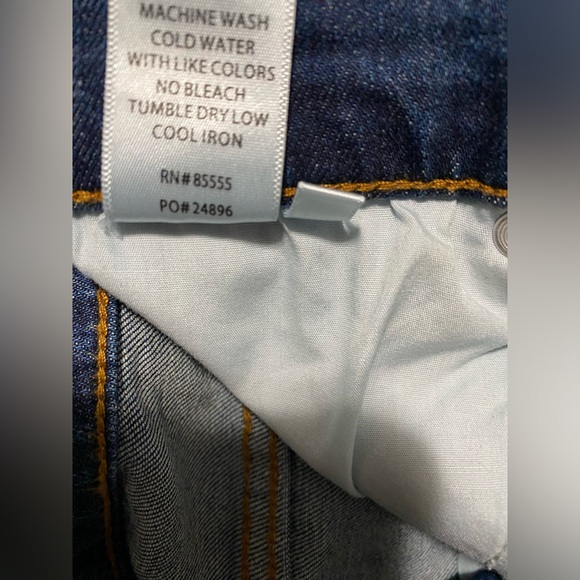 MACHINE WASH
COLD WATER
WITH LIKE COLORS
NO BLEACH
TUMBLE DRY LOW
COOL IRON
RN# 85555
PO# 24896